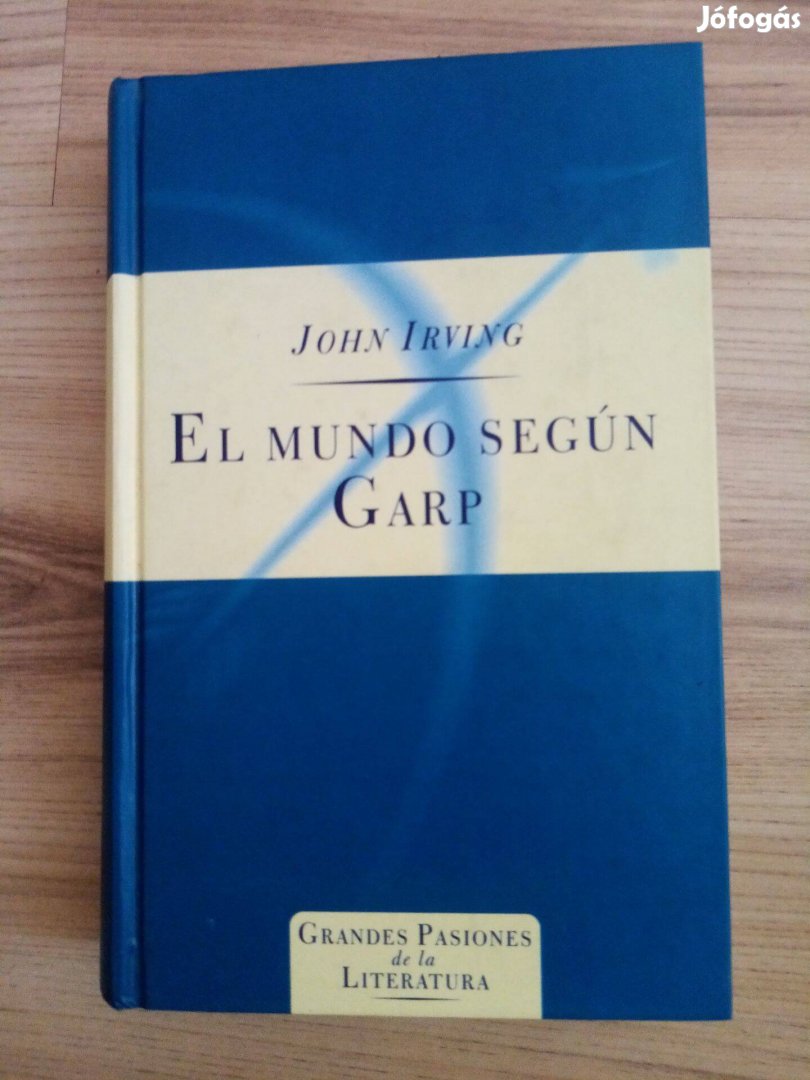 Jófogás
JOHN IRVING
EL MUNDO SEGÚN
GARP
GRANDES PASIONES
de la
LITERATURA